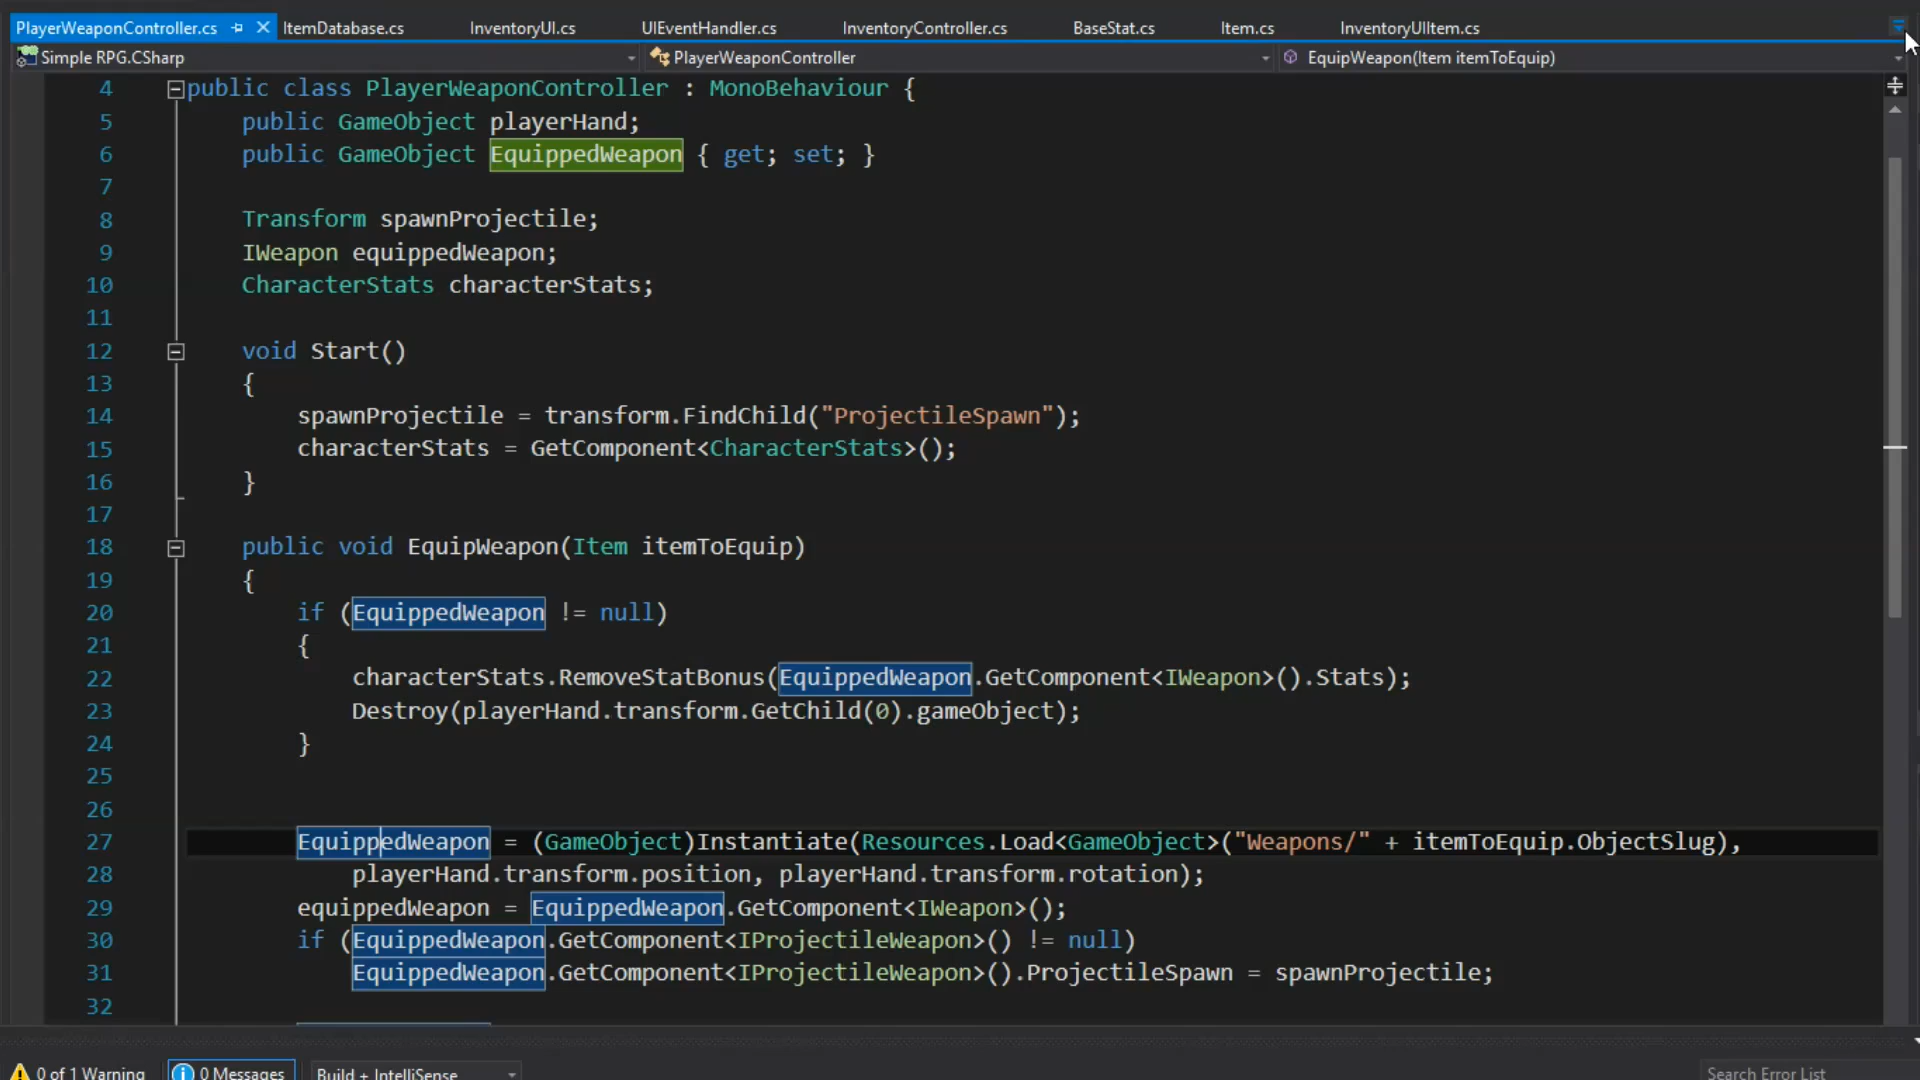 PlayerWeaponController.cs ItemDatabase.cs InventoryUI.cs UIEventHandler.cs InventoryController.cs BaseStat.cs Item.cs InventoryUIItem.cs
Simple RPG.CSharp PlayerWeaponController EquipWeapon(Item itemToEquip)
4 public class PlayerWeaponController : MonoBehaviour {
5 public GameObject playerHand;
6 public GameObject EquippedWeapon { get; set; }
7
8 Transform spawnProjectile;
9 IWeapon equippedWeapon;
10 CharacterStats characterStats;
11
12 void Start()
13 {
14 spawnProjectile = transform.FindChild("ProjectileSpawn");
15 characterStats = GetComponent<CharacterStats>();
16 }
17
18 public void EquipWeapon(Item itemToEquip)
19 {
20 if (EquippedWeapon != null)
21 {
22 characterStats.RemoveStatBonus(EquippedWeapon.GetComponent<IWeapon>().Stats);
23 Destroy(playerHand.transform.GetChild(0).gameObject);
24 }
25
26
27 EquippedWeapon = (GameObject)Instantiate(Resources.Load<GameObject>("Weapons/" + itemToEquip.ObjectSlug),
28 playerHand.transform.position, playerHand.transform.rotation);
29 equippedWeapon = EquippedWeapon.GetComponent<IWeapon>();
30 if (EquippedWeapon.GetComponent<IProjectileWeapon>() != null)
31 EquippedWeapon.GetComponent<IProjectileWeapon>().ProjectileSpawn = spawnProjectile;
32
0 of 1 Warning 0 Messages Build + IntelliSense Search Error List